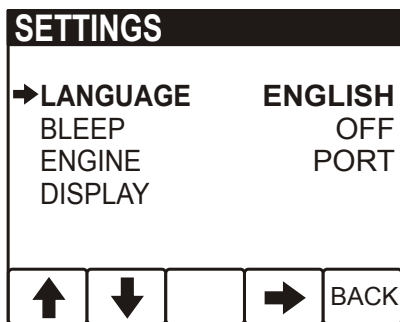 SETTINGS
LANGUAGE ENGLISH
BLEEP OFF
ENGINE PORT
DISPLAY
BACK